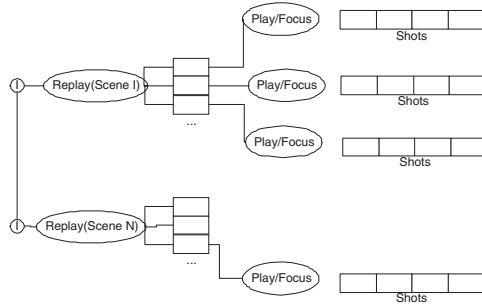 Play/Focus
Shots
I
Replay(Scene I)
Play/Focus
Shots
...
Play/Focus
Shots
I
Replay(Scene N)
...
Play/Focus
Shots